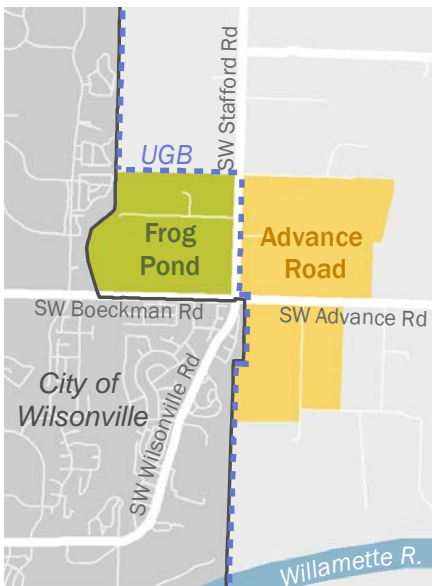 SW Stafford Rd
UGB
Frog
Pond
Advance
Road
SW Boeckman Rd
SW Advance Rd
City of
Wilsonville
SW Wilsonville Rd
Willamette R.